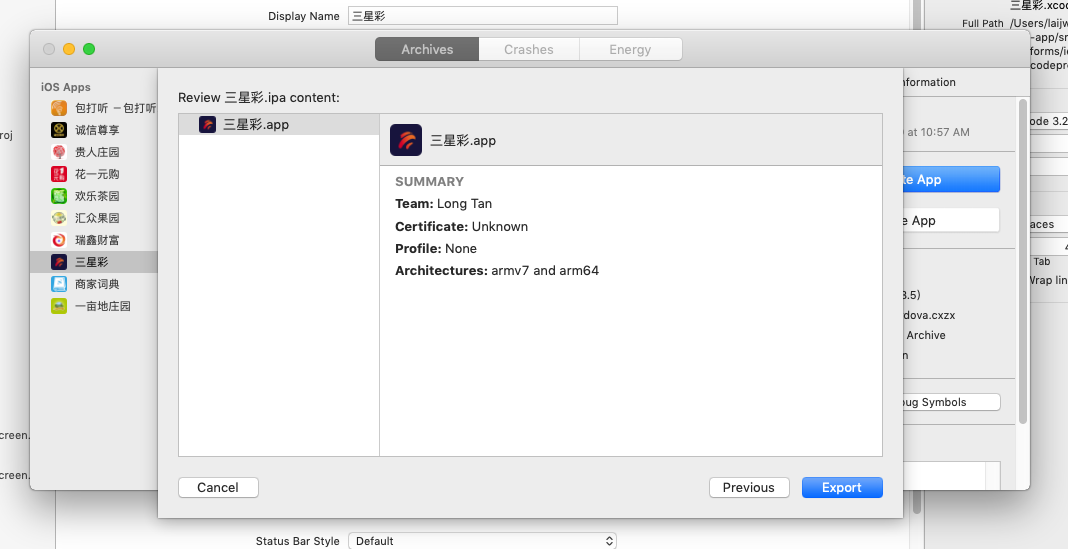 Display Name
三星彩
三星彩.xcod
Full Path
/Users/laijw
-app/sr
forms/i
codepro
Archives
Crashes
Energy
iOS Apps
包打听 －包打听
诚信尊享
贵人庄园
花一元购
欢乐茶园
汇众果园
瑞鑫财富
三星彩
商家词典
一亩地庄园
roj
creen.
creen.
Review 三星彩.ipa content:
三星彩.app
三星彩.app
SUMMARY
Team: Long Tan
Certificate: Unknown
Profile: None
Architectures: armv7 and arm64
Cancel
Previous
Export
nformation
at 10:57 AM
te App
e App
3.5)
dova.cxzx
Archive
n
bug Symbols
ode 3.2
aces
4
Tab
Wrap lin
Status Bar Style
Default